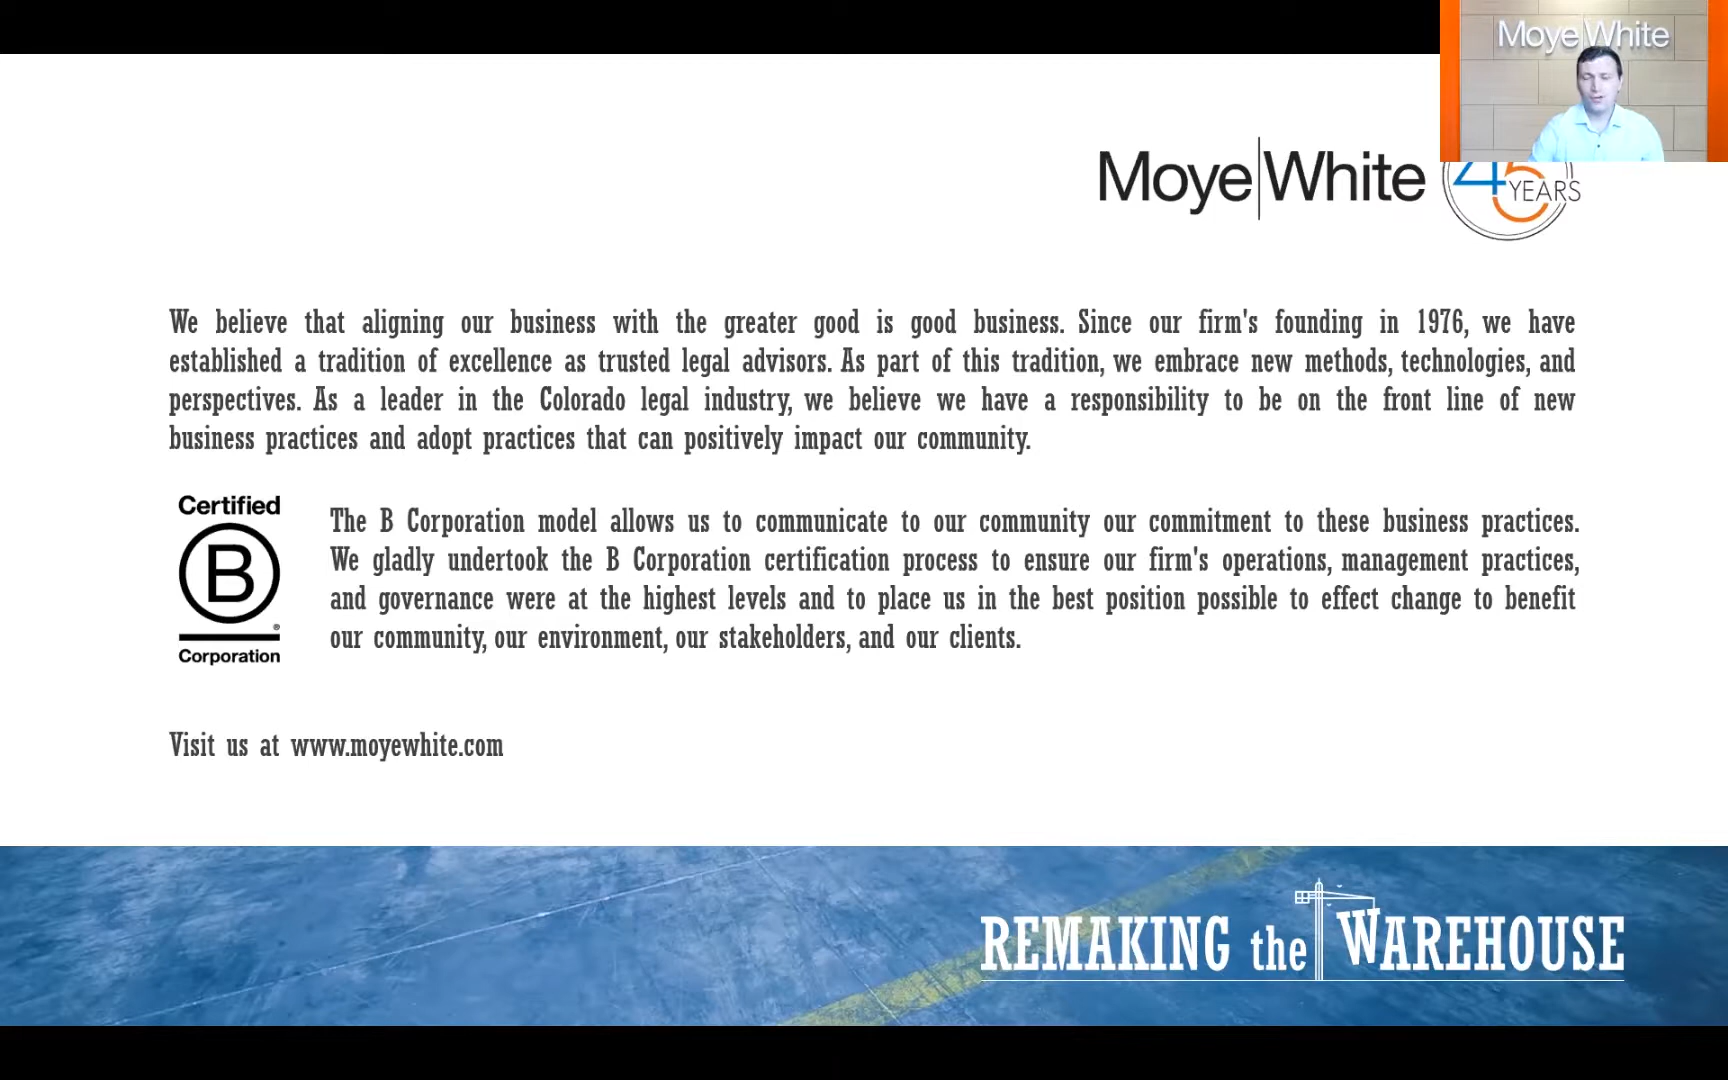 Moye White
Moye|White
45 YEARS
We believe that aligning our business with the greater good is good business. Since our firm's founding in 1976, we have
established a tradition of excellence as trusted legal advisors. As part of this tradition, we embrace new methods, technologies, and
perspectives. As a leader in the Colorado legal industry, we believe we have a responsibility to be on the front line of new
business practices and adopt practices that can positively impact our community.
Certified
B
®
Corporation
The B Corporation model allows us to communicate to our community our commitment to these business practices.
We gladly undertook the B Corporation certification process to ensure our firm's operations, management practices,
and governance were at the highest levels and to place us in the best position possible to effect change to benefit
our community, our environment, our stakeholders, and our clients.
Visit us at www.moyewhite.com
REMAKING the WAREHOUSE